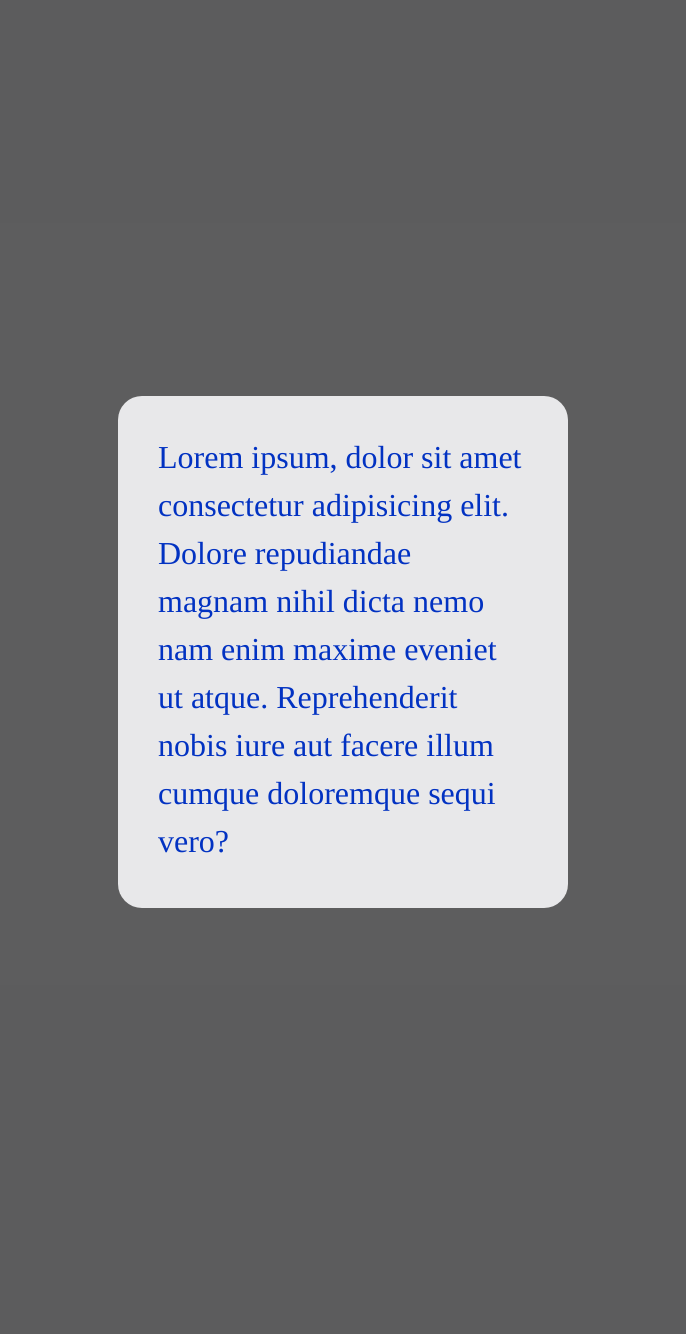 Lorem ipsum, dolor sit amet
consectetur adipisicing elit.
Dolore repudiandae
magnam nihil dicta nemo
nam enim maxime eveniet
ut atque. Reprehenderit
nobis iure aut facere illum
cumque doloremque sequi
vero?